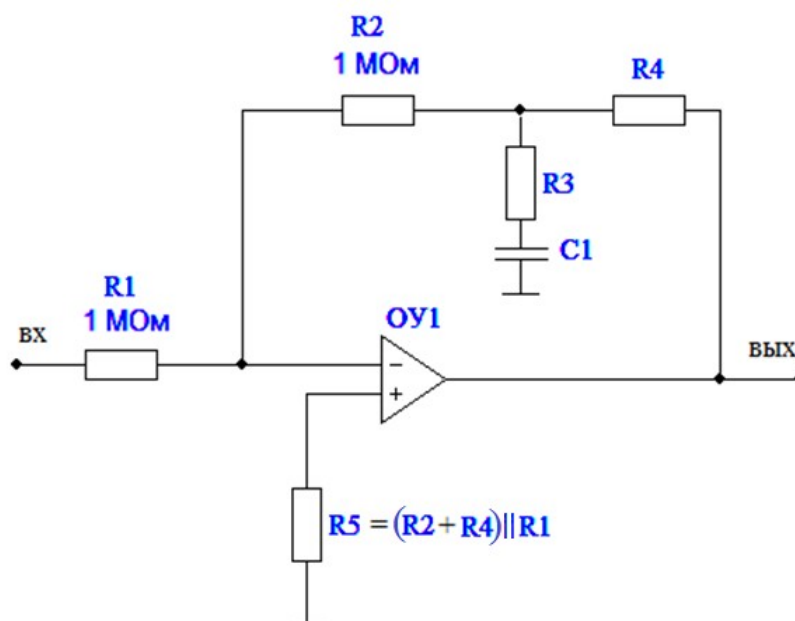 R2
1 МОм
R4
R3
C1
R1
1 МОм
вх
ОУ1
вых
−
+
R5 = (R2 + R4)||R1